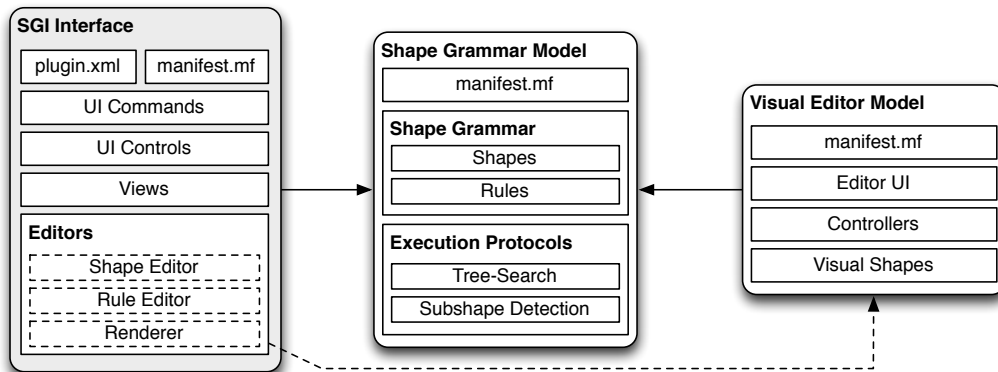 SGI Interface
plugin.xml
manifest.mf
UI Commands
UI Controls
Views
Editors
Shape Editor
Rule Editor
Renderer
Shape Grammar Model
manifest.mf
Shape Grammar
Shapes
Rules
Execution Protocols
Tree-Search
Subshape Detection
Visual Editor Model
manifest.mf
Editor UI
Controllers
Visual Shapes